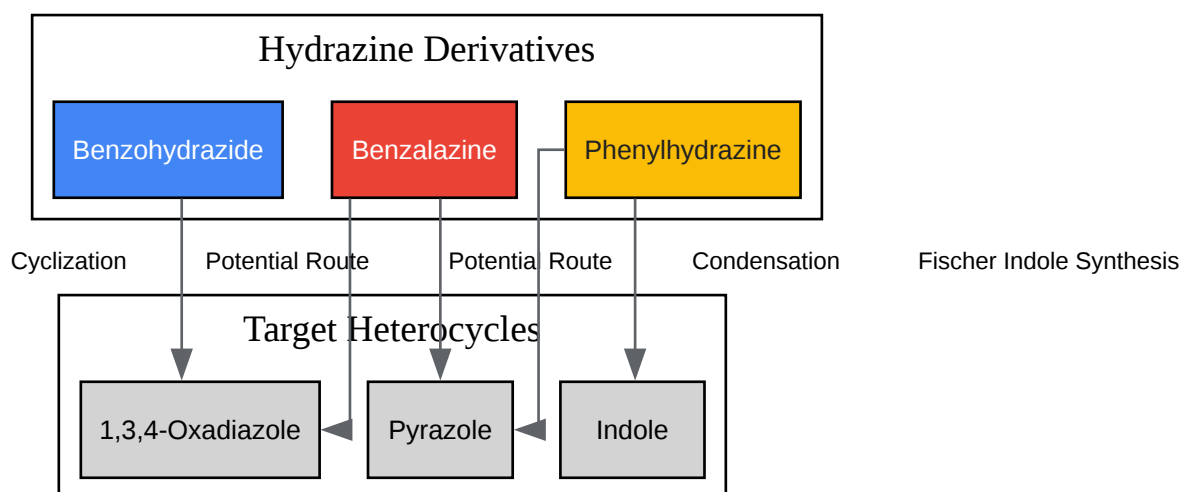 Hydrazine Derivatives
Benzohydrazide
Benzalazine
Phenylhydrazine
Cyclization
Potential Route
Potential Route
Condensation
Fischer Indole Synthesis
Target Heterocycles
1,3,4-Oxadiazole
Pyrazole
Indole